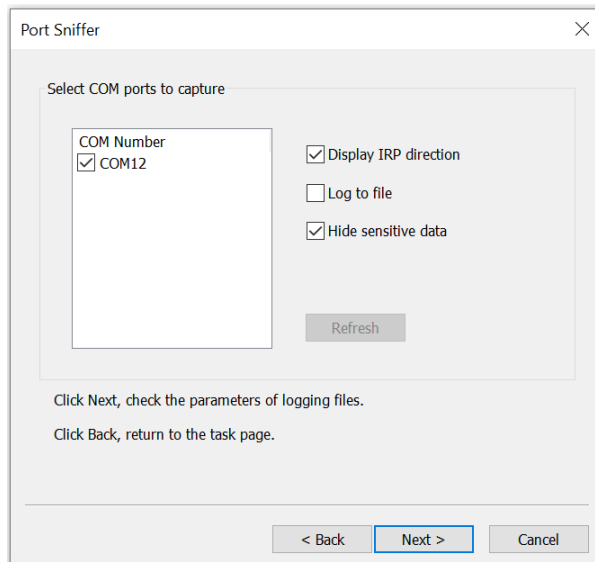 Port Sniffer
Select COM ports to capture
COM Number
COM12
Display IRP direction
Log to file
Hide sensitive data
Refresh
Click Next, check the parameters of logging files.
Click Back, return to the task page.
< Back
Next >
Cancel